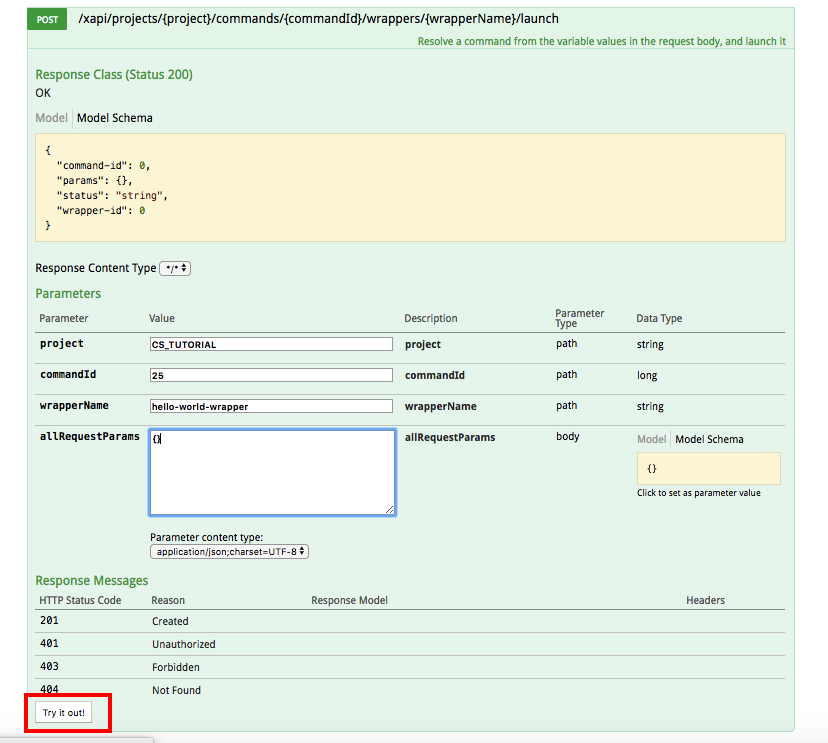 POST /xapi/projects/{project}/commands/{commandId}/wrappers/{wrapperName}/launch
Resolve a command from the variable values in the request body, and launch it
Response Class (Status 200)
OK
Model Model Schema
{
"command-id": 0,
"params": {},
"status": "string",
"wrapper-id": 0
}
Response Content Type */*
Parameters
Parameter Value Description Parameter Type Data Type
project CS_TUTORIAL project path string
commandId 25 commandId path long
wrapperName hello-world-wrapper wrapperName path string
allRequestParams {} allRequestParams body Model Model Schema
{}
Click to set as parameter value
Parameter content type:
application/json;charset=UTF-8
Response Messages
HTTP Status Code Reason Response Model Headers
201 Created
401 Unauthorized
403 Forbidden
404 Not Found
Try it out!